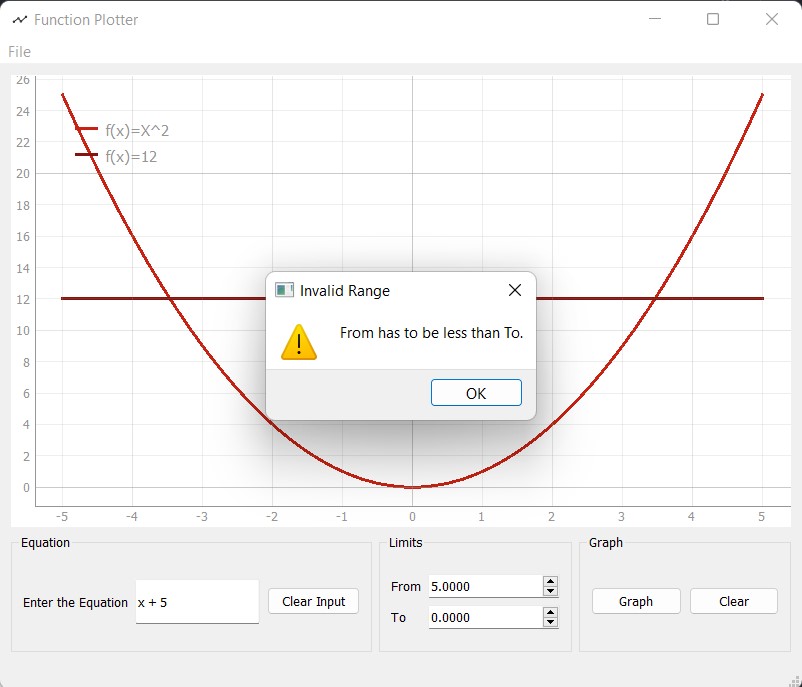 Function Plotter
File
26
24
22
20
18
16
14
12
10
8
6
4
2
0
f(x)=X^2
f(x)=12
Invalid Range
From has to be less than To.
OK
-5 -4 -3 -2 -1 0 1 2 3 4 5
Equation
Enter the Equation x + 5 Clear Input
Limits
From 5.0000
To 0.0000
Graph
Graph Clear